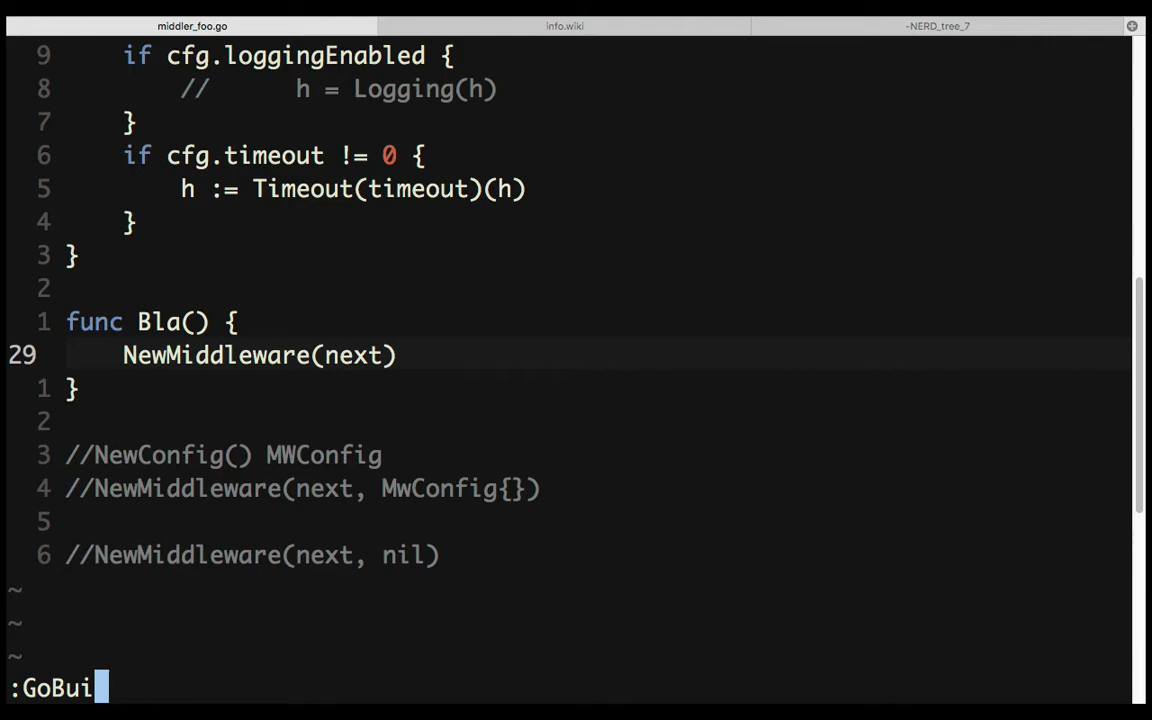 middler_foo.go info.wiki -NERD_tree_7
9 if cfg.loggingEnabled {
8 // h = Logging(h)
7 }
6 if cfg.timeout != 0 {
5 h := Timeout(timeout)(h)
4 }
3 }
2
1 func Bla() {
29 NewMiddleware(next)
1 }
2
3 //NewConfig() MWConfig
4 //NewMiddleware(next, MwConfig{})
5
6 //NewMiddleware(next, nil)
~
~
~
:GoBui